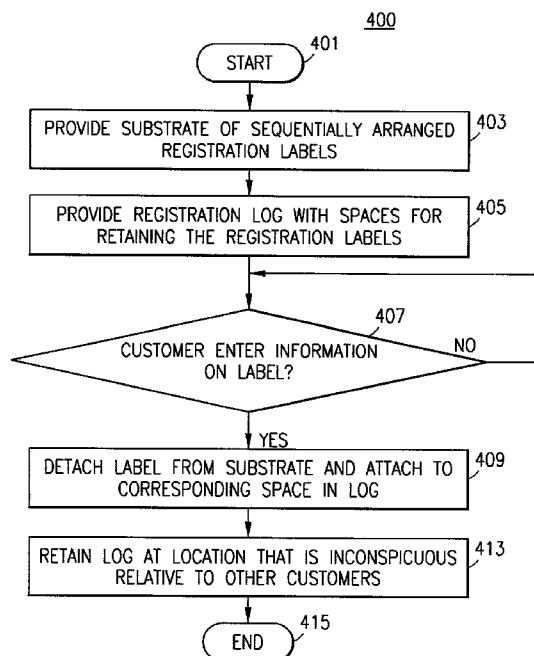 400
START
401
PROVIDE SUBSTRATE OF SEQUENTIALLY ARRANGED
REGISTRATION LABELS
403
PROVIDE REGISTRATION LOG WITH SPACES FOR
RETAINING THE REGISTRATION LABELS
405
407
CUSTOMER ENTER INFORMATION
ON LABEL?
NO
YES
DETACH LABEL FROM SUBSTRATE AND ATTACH TO
CORRESPONDING SPACE IN LOG
409
RETAIN LOG AT LOCATION THAT IS INCONSPICUOUS
RELATIVE TO OTHER CUSTOMERS
413
END
415